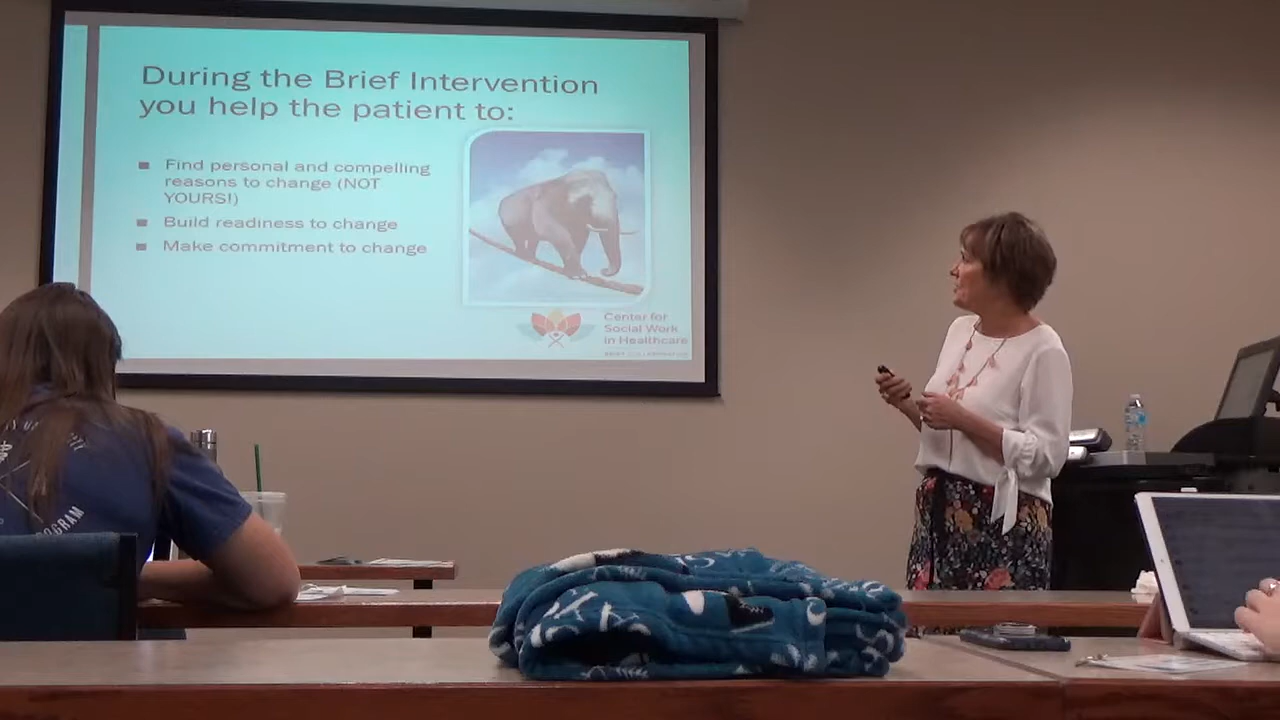 During the Brief Intervention
you help the patient to:
Find personal and compelling
reasons to change (NOT
YOURS!)
Build readiness to change
Make commitment to change
Center for
Social Work
in Healthcare